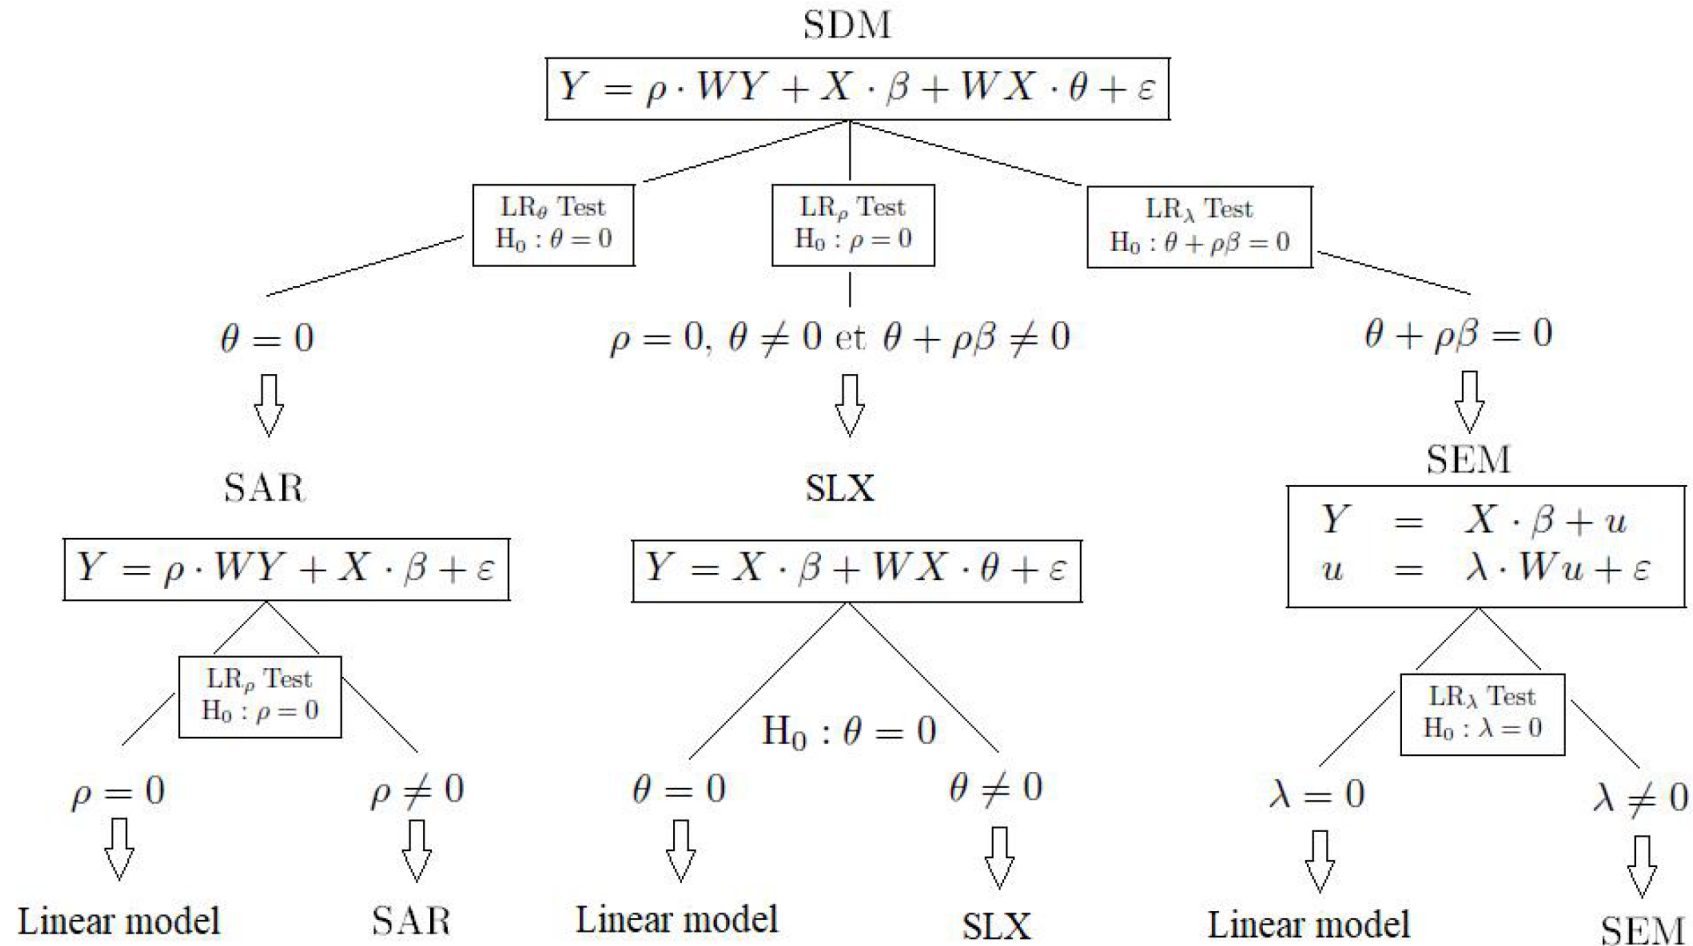 SDM
Y = ρ · WY + X · β + WX · θ + ε
LRθ Test
H₀ : θ = 0
LRρ Test
H₀ : ρ = 0
LRλ Test
H₀ : θ + ρβ = 0
θ = 0
ρ = 0, θ ≠ 0 et θ + ρβ ≠ 0
θ + ρβ = 0
SAR
SLX
SEM
Y = ρ · WY + X · β + ε
Y = X · β + WX · θ + ε
Y = X · β + u
u = λ · Wu + ε
LRρ Test
H₀ : ρ = 0
H₀ : θ = 0
LRλ Test
H₀ : λ = 0
ρ = 0
ρ ≠ 0
θ = 0
θ ≠ 0
λ = 0
λ ≠ 0
Linear model
SAR
Linear model
SLX
Linear model
SEM